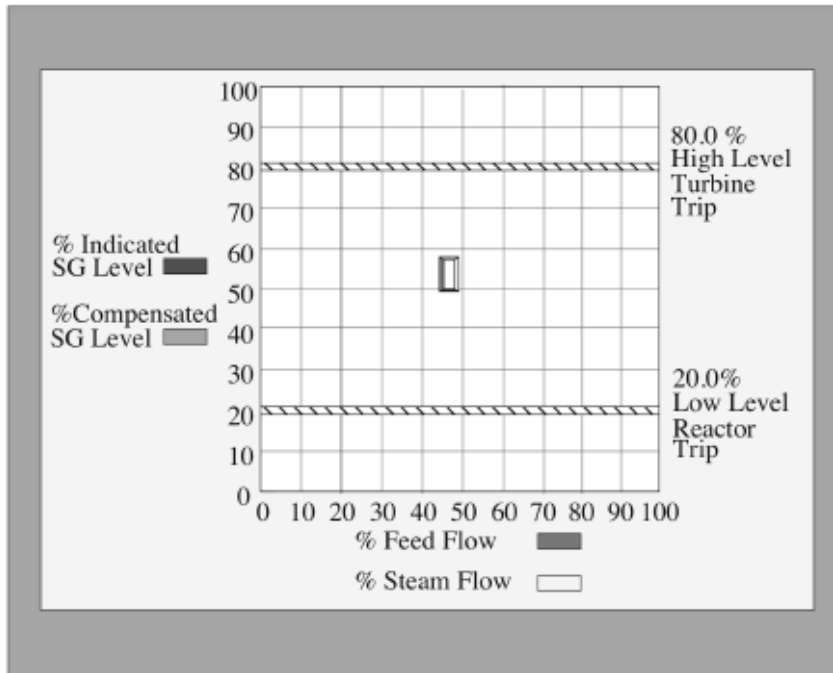 100
90
80
70
60
50
40
30
20
10
0
0 10 20 30 40 50 60 70 80 90 100
% Indicated
SG Level
%Compensated
SG Level
80.0 %
High Level
Turbine
Trip
20.0%
Low Level
Reactor
Trip
% Feed Flow
% Steam Flow